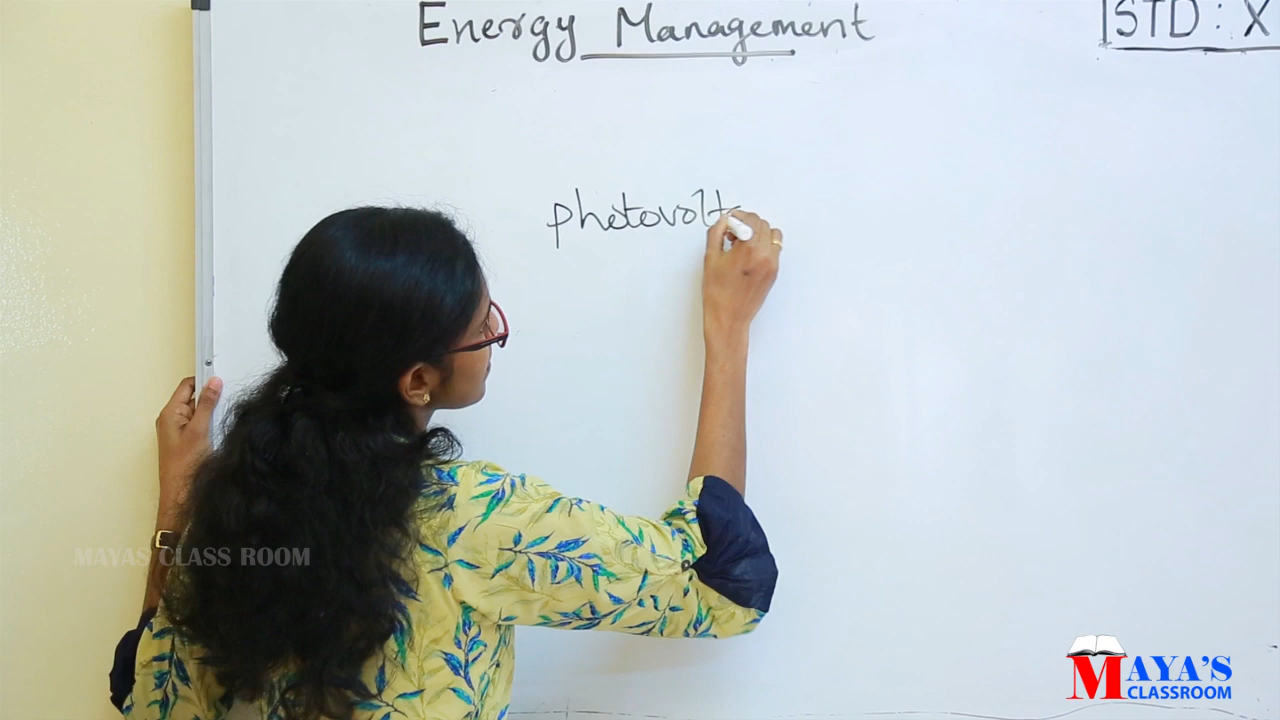 Energy Management
STD : X
photovolt
MAYAS CLASS ROOM
MAYA'S
CLASSROOM